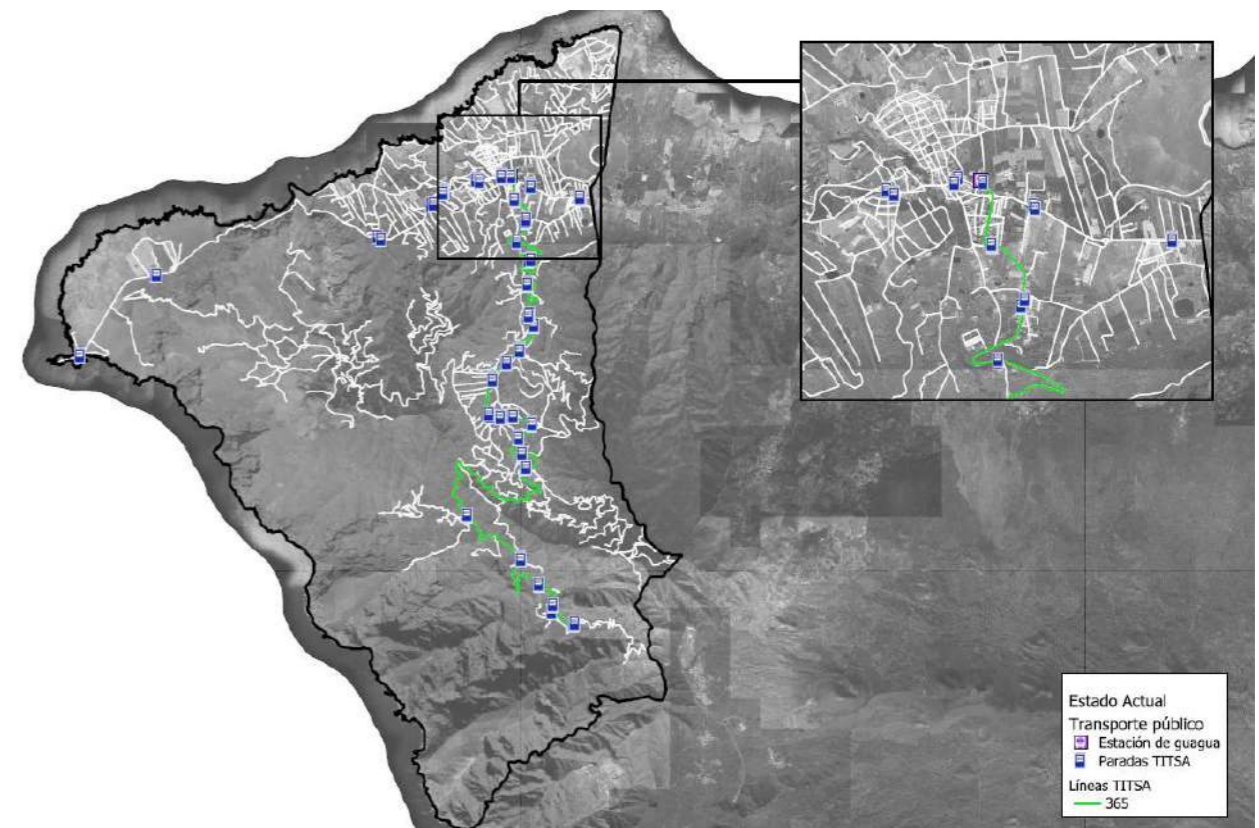 Estado Actual
Transporte público
Estación de guagua
Paradas TITSA
Líneas TITSA
365